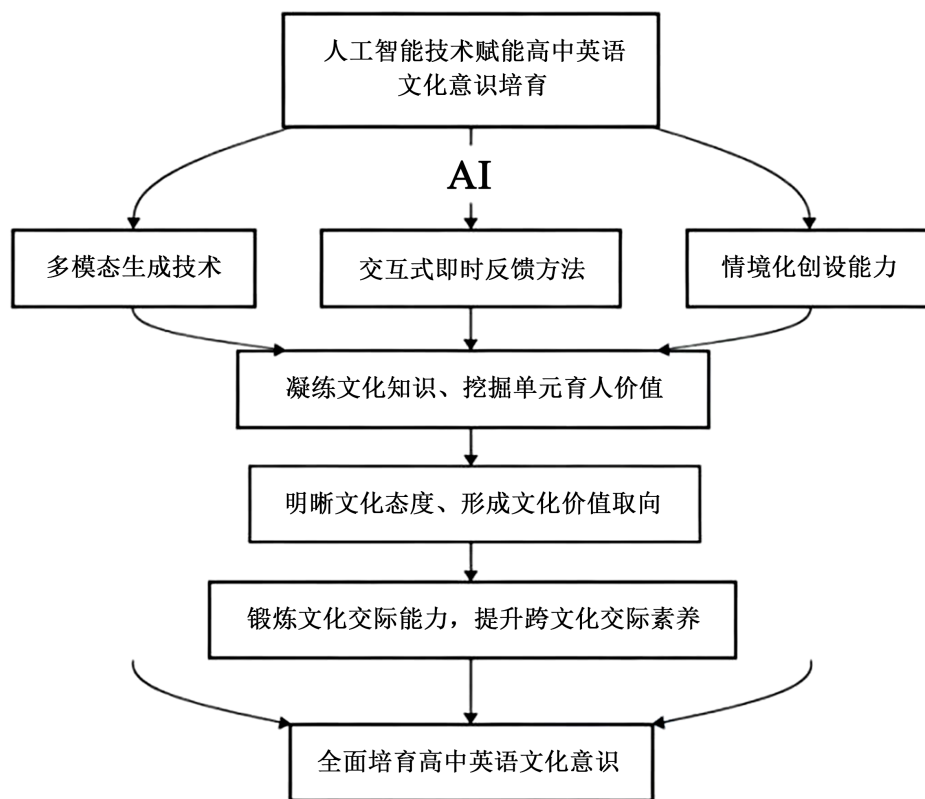 人工智能技术赋能高中英语
文化意识培育
AI
多模态生成技术
交互式即时反馈方法
情境化创设能力
凝练文化知识、挖掘单元育人价值
明晰文化态度、形成文化价值取向
锻炼文化交际能力，提升跨文化交际素养
全面培育高中英语文化意识